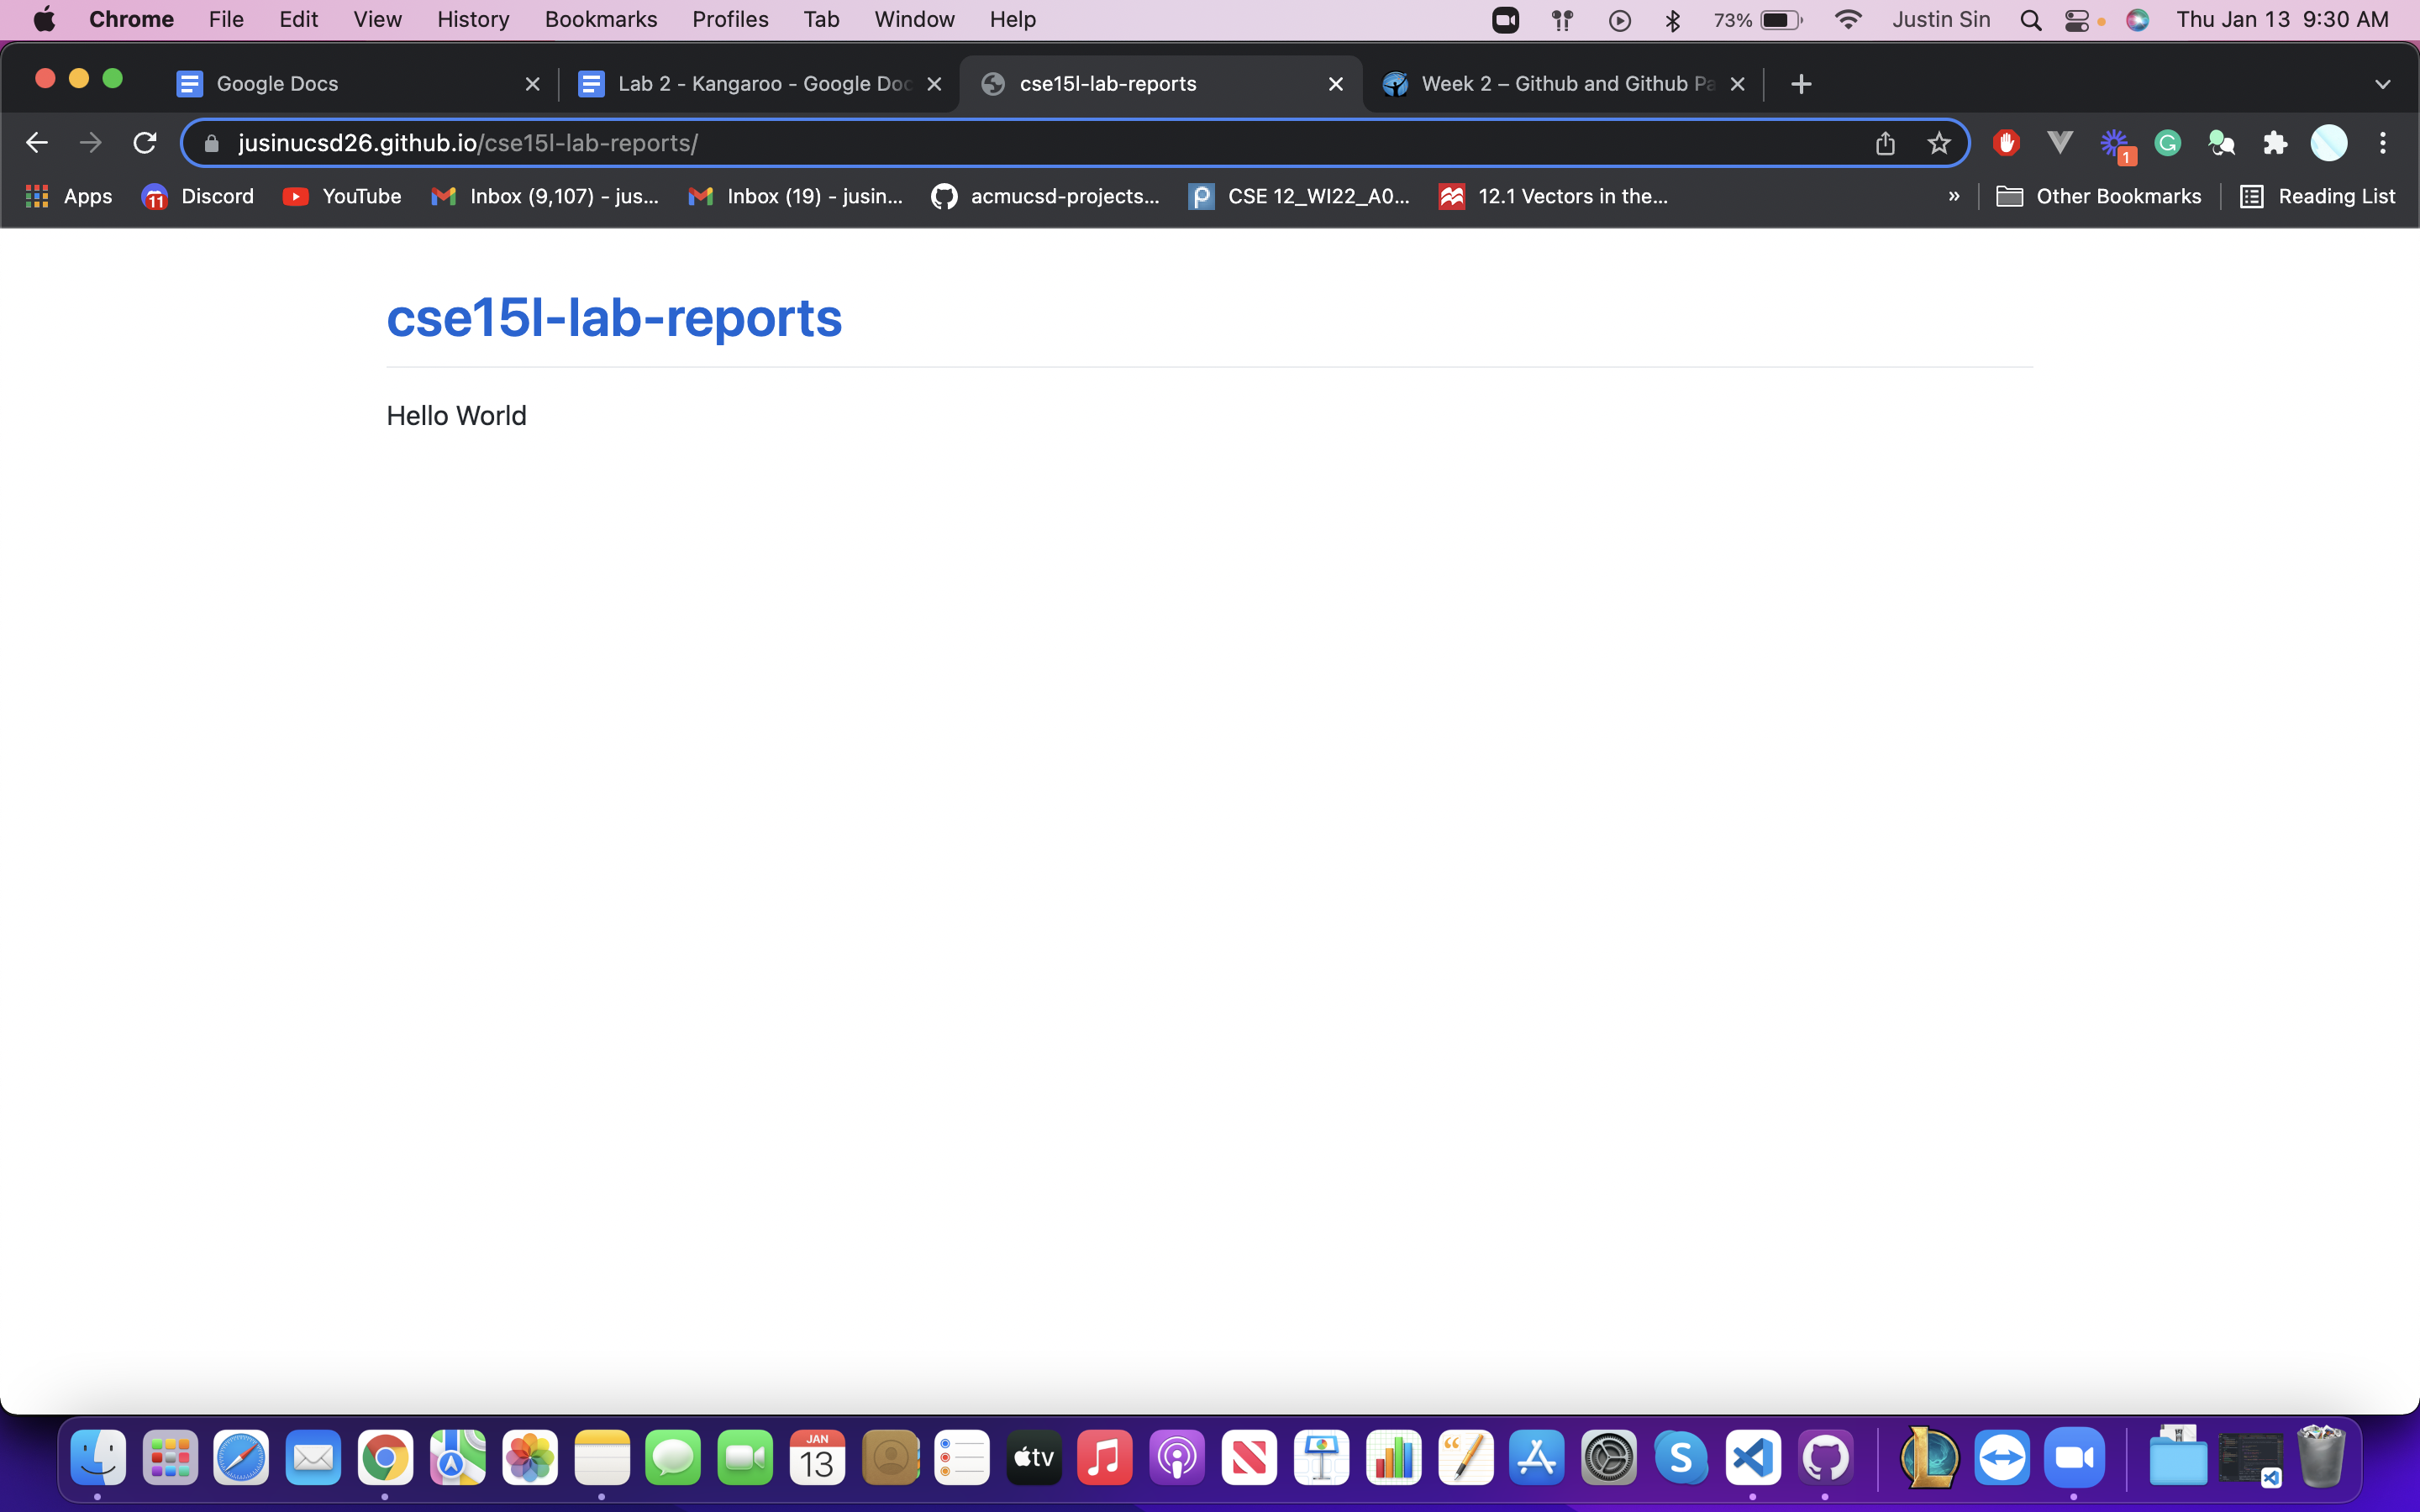 Chrome File Edit View History Bookmarks Profiles Tab Window Help 73% Justin Sin Thu Jan 13 9:30 AM
Google Docs Lab 2 - Kangaroo - Google Doc cse15l-lab-reports Week 2 – Github and Github Pa
jusinucsd26.github.io/cse15l-lab-reports/ G 1
Apps 11 Discord YouTube Inbox (9,107) - jus... Inbox (19) - jusin... acmucsd-projects... p CSE 12_WI22_A0... 12.1 Vectors in the... » Other Bookmarks Reading List
cse15l-lab-reports
Hello World
JAN
13
tv
S